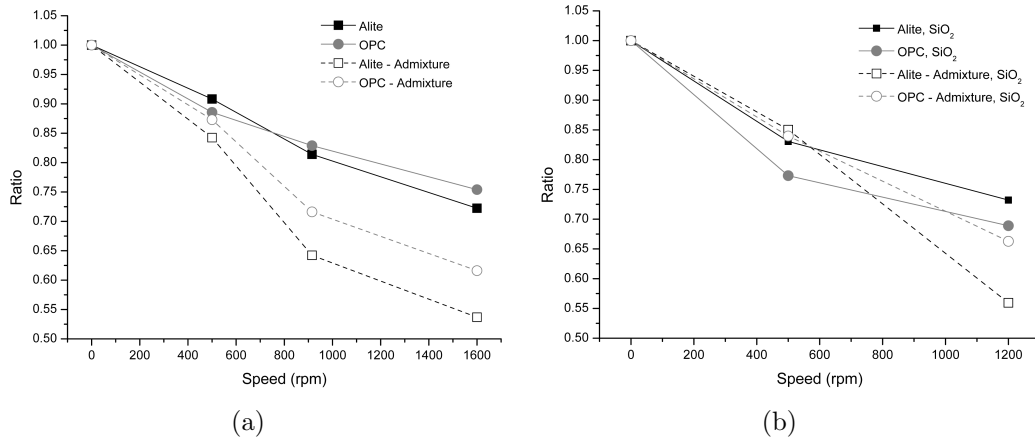 1.05
1.00
0.95
0.90
0.85
0.80
0.75
0.70
0.65
0.60
0.55
0.50
Ratio
0 200 400 600 800 1000 1200 1400 1600
Speed (rpm)
Alite
OPC
Alite - Admixture
OPC - Admixture
(a)
1.05
1.00
0.95
0.90
0.85
0.80
0.75
0.70
0.65
0.60
0.55
0.50
Ratio
0 200 400 600 800 1000 1200
Speed (rpm)
Alite, SiO₂
OPC, SiO₂
Alite - Admixture, SiO₂
OPC - Admixture, SiO₂
(b)